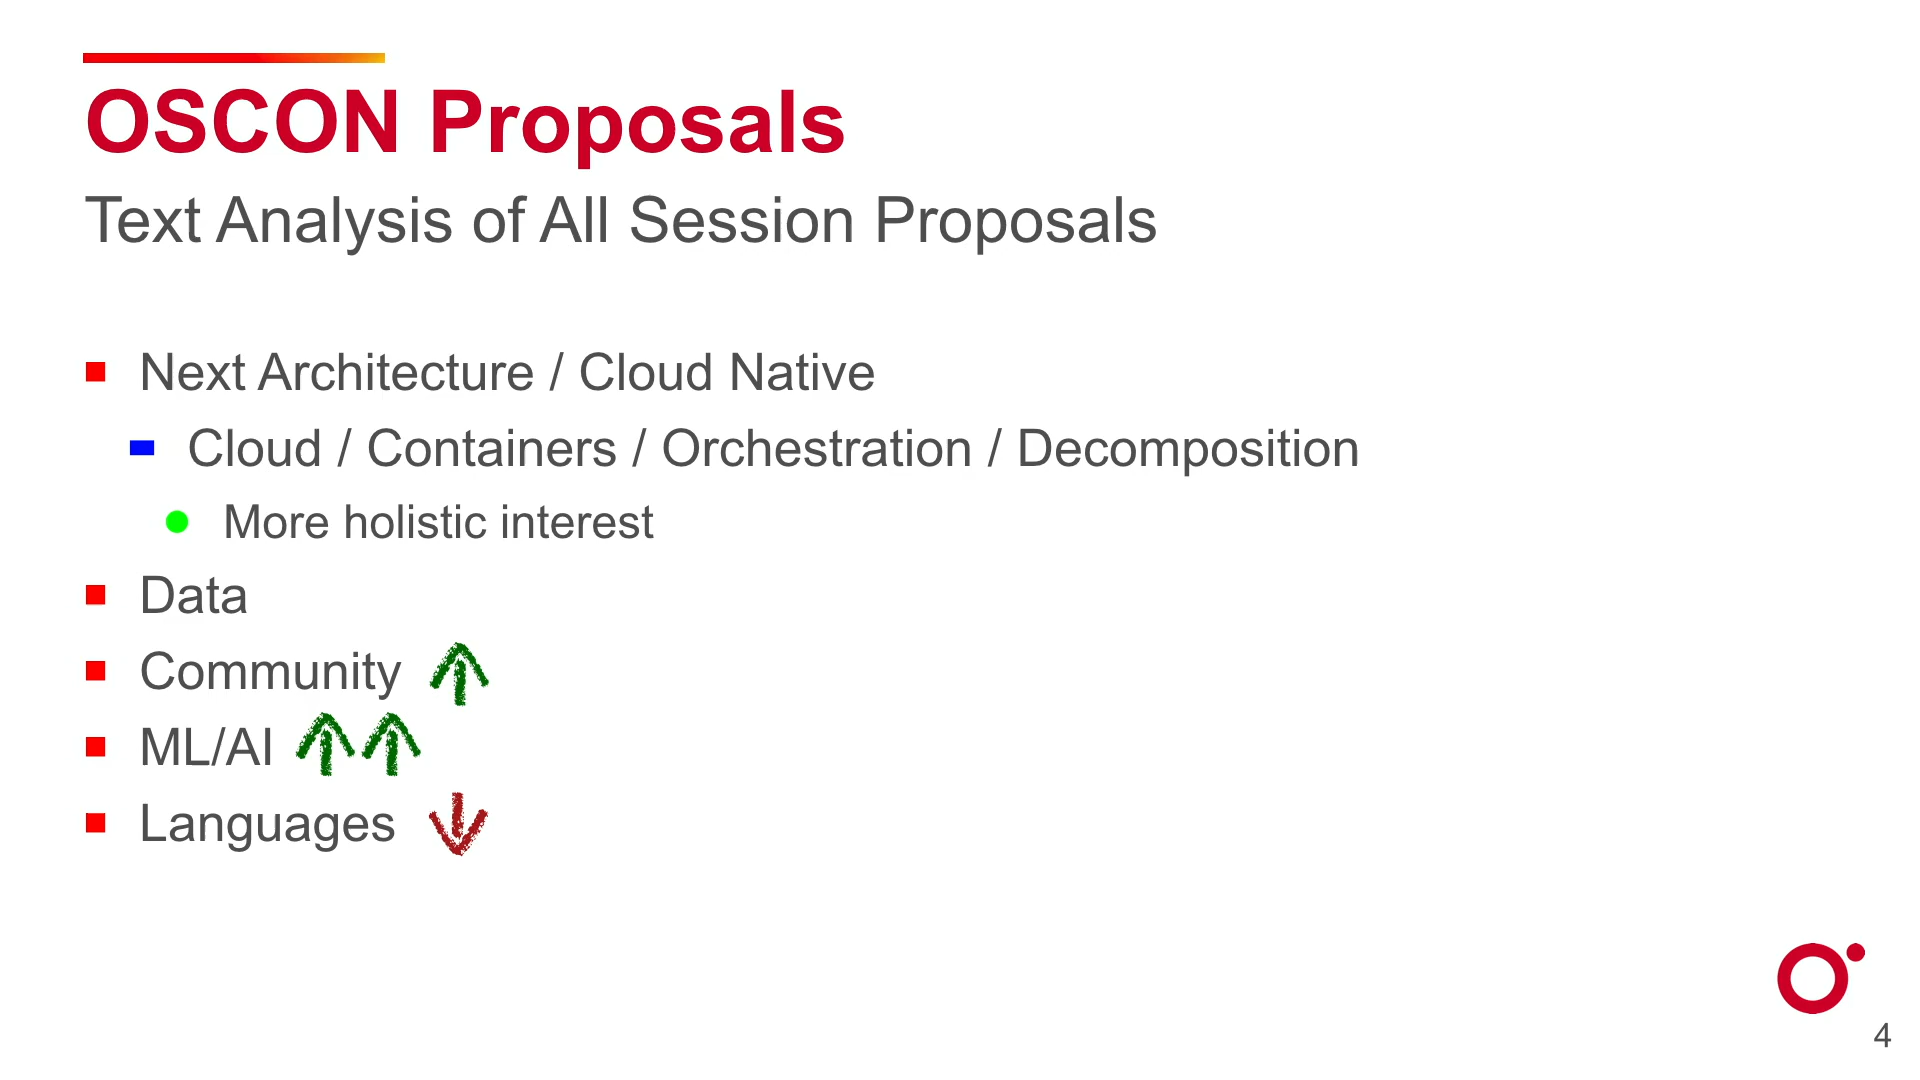 OSCON Proposals
Text Analysis of All Session Proposals
Next Architecture / Cloud Native
Cloud / Containers / Orchestration / Decomposition
More holistic interest
Data
Community
ML/AI
Languages
4